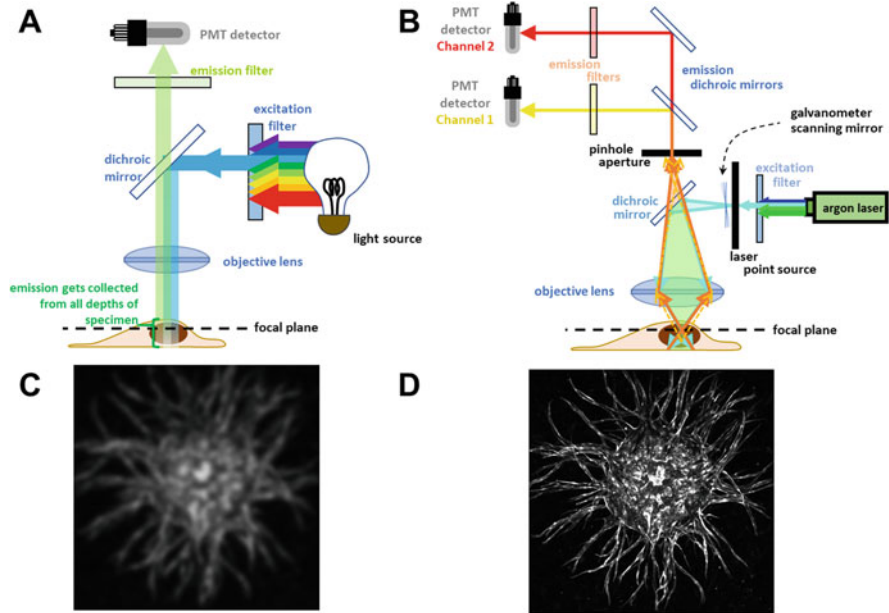 A
PMT detector
emission filter
excitation
filter
dichroic
mirror
light source
objective lens
emission gets collected
from all depths of
specimen
focal plane
B
PMT
detector
Channel 2
PMT
detector
Channel 1
emission
filters
emission
dichroic mirrors
galvanometer
scanning mirror
pinhole
aperture
excitation
filter
dichroic
mirror
argon laser
laser
point source
objective lens
focal plane
C
D